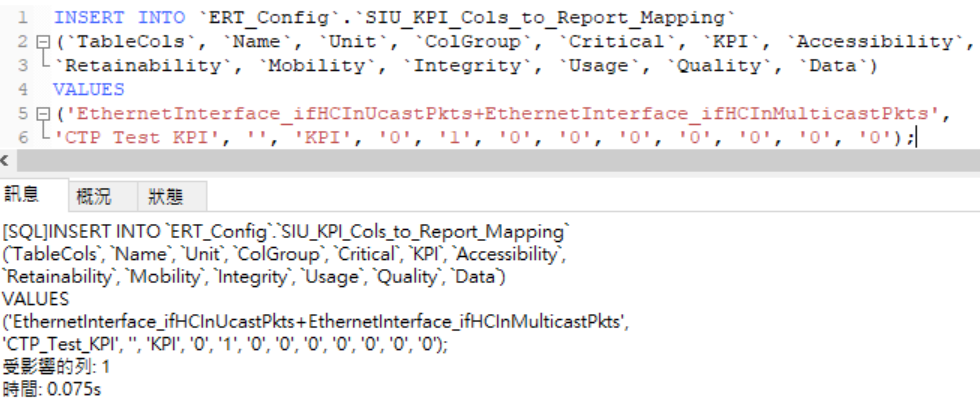 1 INSERT INTO `ERT_Config`.`SIU_KPI_Cols_to_Report_Mapping`
2 (`TableCols`, `Name`, `Unit`, `ColGroup`, `Critical`, `KPI`, `Accessibility`,
3 `Retainability`, `Mobility`, `Integrity`, `Usage`, `Quality`, `Data`)
4 VALUES
5 ('EthernetInterface_ifHCInUcastPkts+EthernetInterface_ifHCInMulticastPkts',
6 'CTP_Test_KPI', '', 'KPI', '0', '1', '0', '0', '0', '0', '0', '0', '0');
訊息 概況 狀態
[SQL]INSERT INTO `ERT_Config`.`SIU_KPI_Cols_to_Report_Mapping`
(`TableCols`, `Name`, `Unit`, `ColGroup`, `Critical`, `KPI`, `Accessibility`,
`Retainability`, `Mobility`, `Integrity`, `Usage`, `Quality`, `Data`)
VALUES
('EthernetInterface_ifHCInUcastPkts+EthernetInterface_ifHCInMulticastPkts',
'CTP_Test_KPI', '', 'KPI', '0', '1', '0', '0', '0', '0', '0', '0', '0');
受影響的列: 1
時間: 0.075s